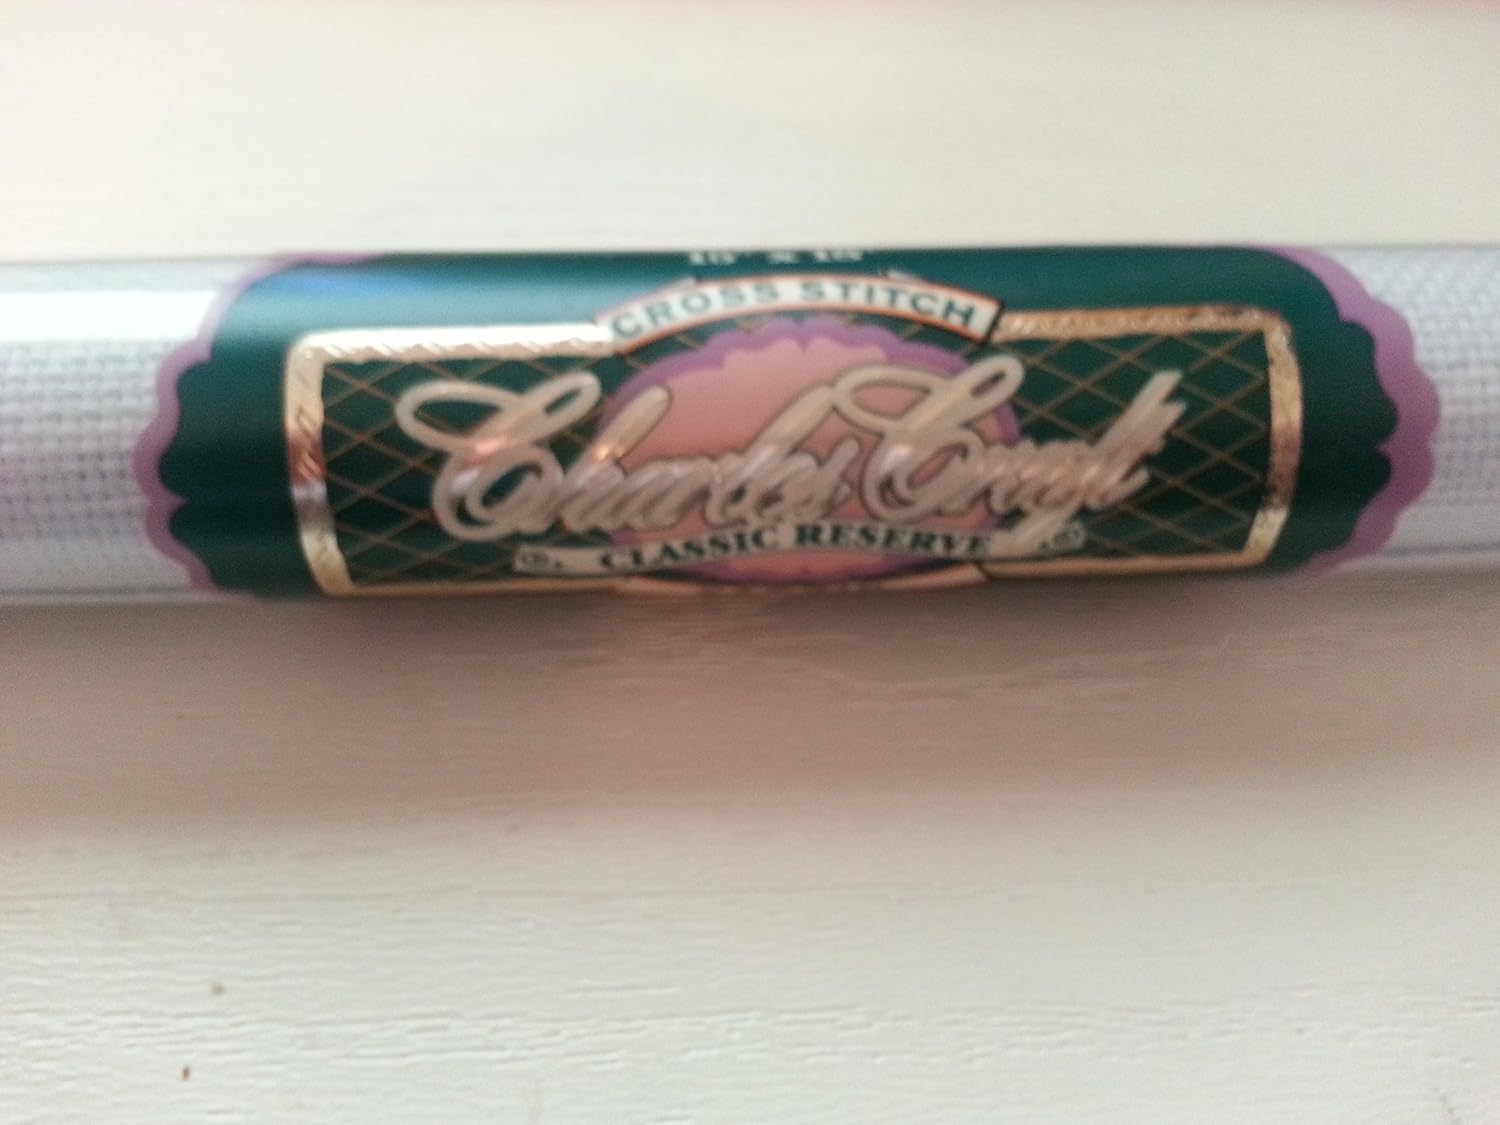 CROSS STITCH
Charles Craft
CLASSIC RESERVE